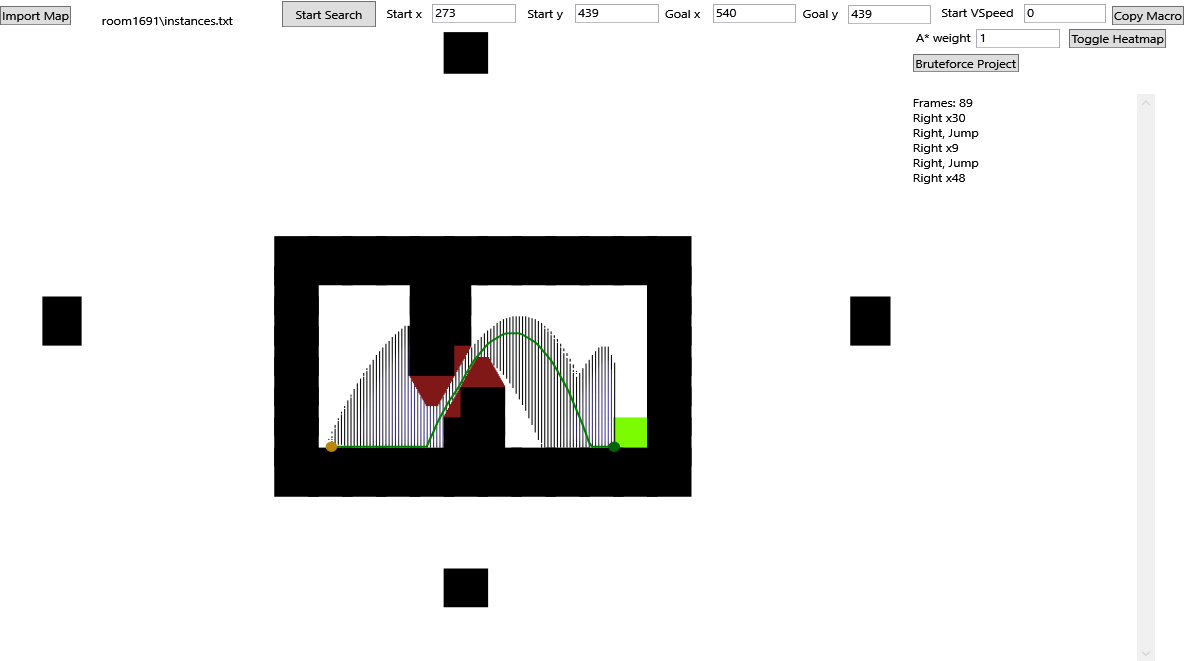 Import Map
room1691\instances.txt
Start Search
Start x 273
Start y 439
Goal x 540
Goal y 439
Start VSpeed 0
Copy Macro
A* weight 1
Toggle Heatmap
Bruteforce Project
Frames: 89
Right x30
Right, Jump
Right x9
Right, Jump
Right x48